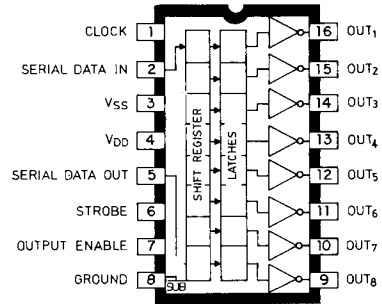 CLOCK 1 16 OUT1
SERIAL DATA IN 2 15 OUT2
VSS 3 14 OUT3
VDD 4 13 OUT4
SERIAL DATA OUT 5 12 OUT5
STROBE 6 11 OUT6
OUTPUT ENABLE 7 10 OUT7
GROUND 8 9 OUT8
SHIFT REGISTER
LATCHES
SUB